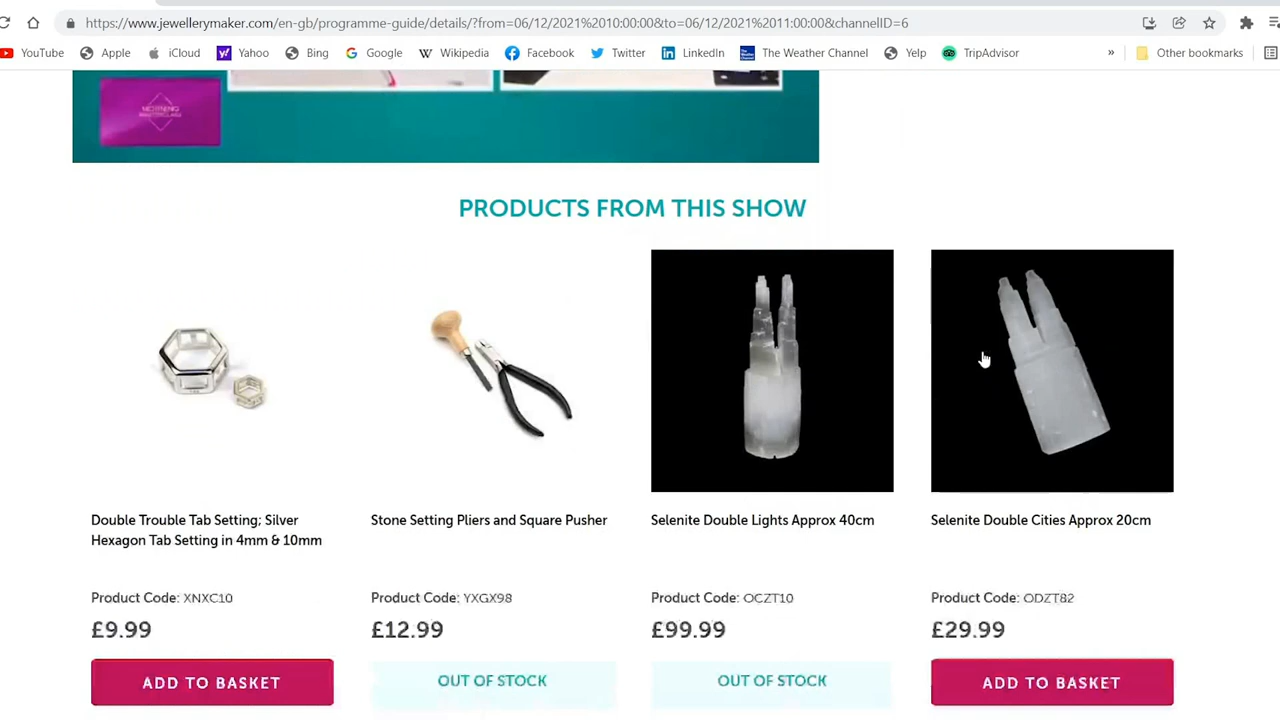 https://www.jewellerymaker.com/en-gb/programme-guide/details/?from=06/12/2021%2010:00:00&to=06/12/2021%2011:00:00&channelID=6
YouTube Apple iCloud Yahoo Bing Google Wikipedia Facebook Twitter LinkedIn The Weather Channel Yelp TripAdvisor » Other bookmarks
MASTERCLASS
PRODUCTS FROM THIS SHOW
Double Trouble Tab Setting; Silver
Hexagon Tab Setting in 4mm & 10mm
Product Code: XNXC10
£9.99
ADD TO BASKET
Stone Setting Pliers and Square Pusher
Product Code: YXGX98
£12.99
OUT OF STOCK
Selenite Double Lights Approx 40cm
Product Code: OCZT10
£99.99
OUT OF STOCK
Selenite Double Cities Approx 20cm
Product Code: ODZT82
£29.99
ADD TO BASKET